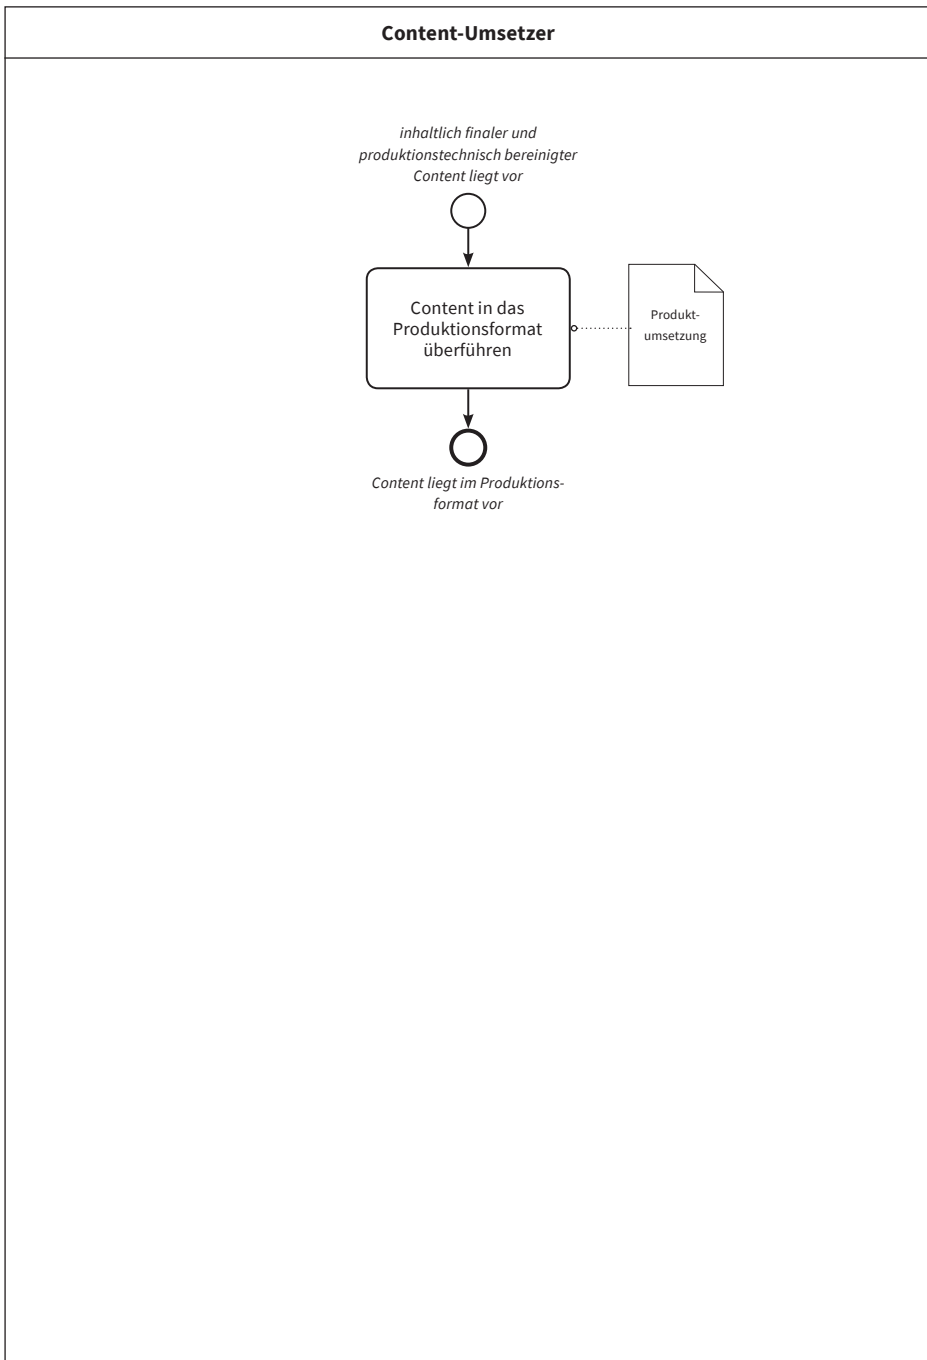 Content-Umsetzer
inhaltlich finaler und
produktionstechnisch bereinigter
Content liegt vor
Content in das
Produktionsformat
überführen
Produkt-
umsetzung
Content liegt im Produktions-
format vor